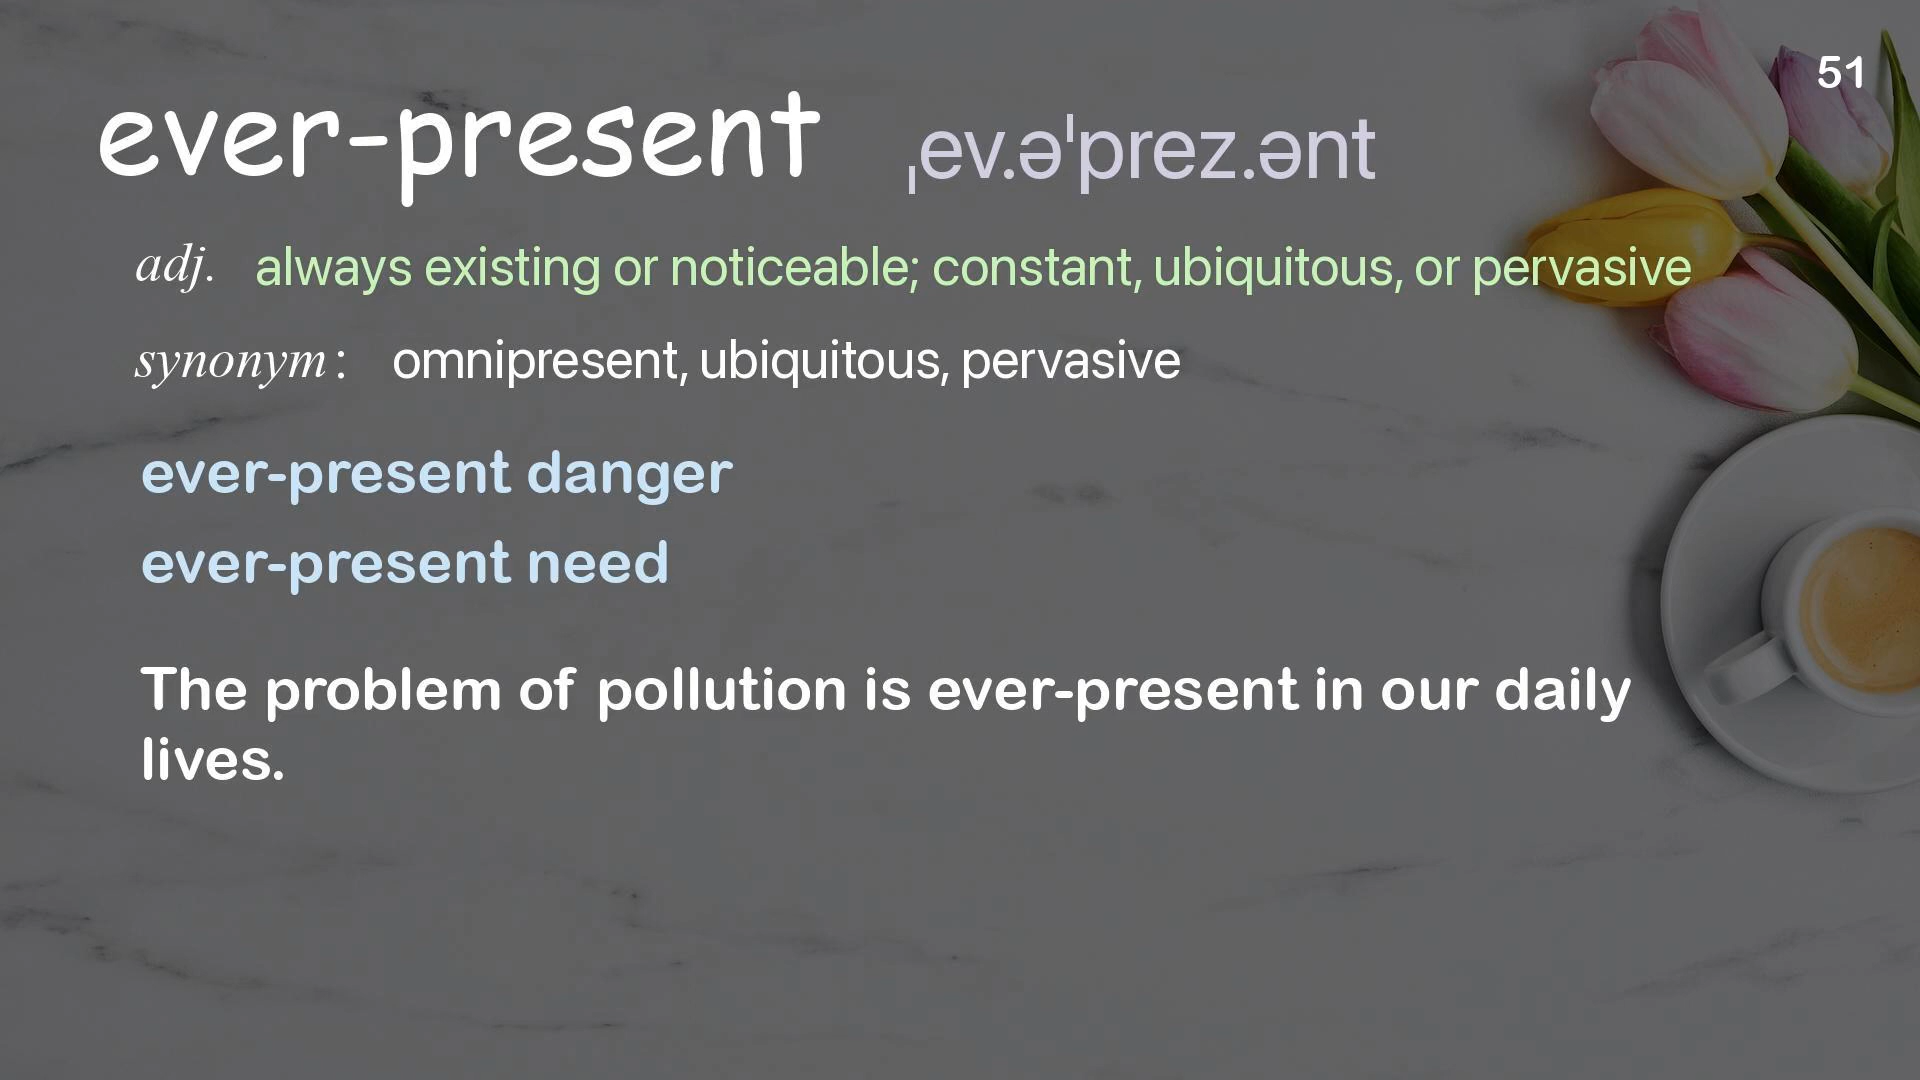 51
ever-present ˌev.əˈprez.ənt
adj. always existing or noticeable; constant, ubiquitous, or pervasive
synonym: omnipresent, ubiquitous, pervasive
ever-present danger
ever-present need
The problem of pollution is ever-present in our daily
lives.